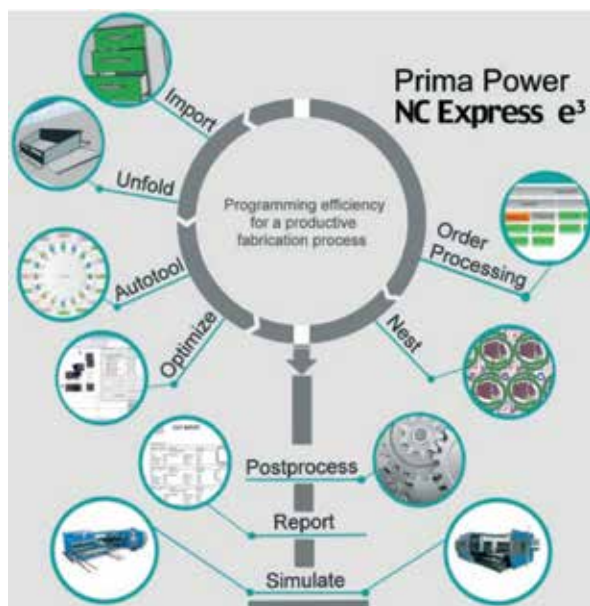 Prima Power
NC Express e³
Import
Unfold
Autotool
Optimize
Programming efficiency
for a productive
fabrication process
Order
Processing
Nest
Postprocess
Report
Simulate